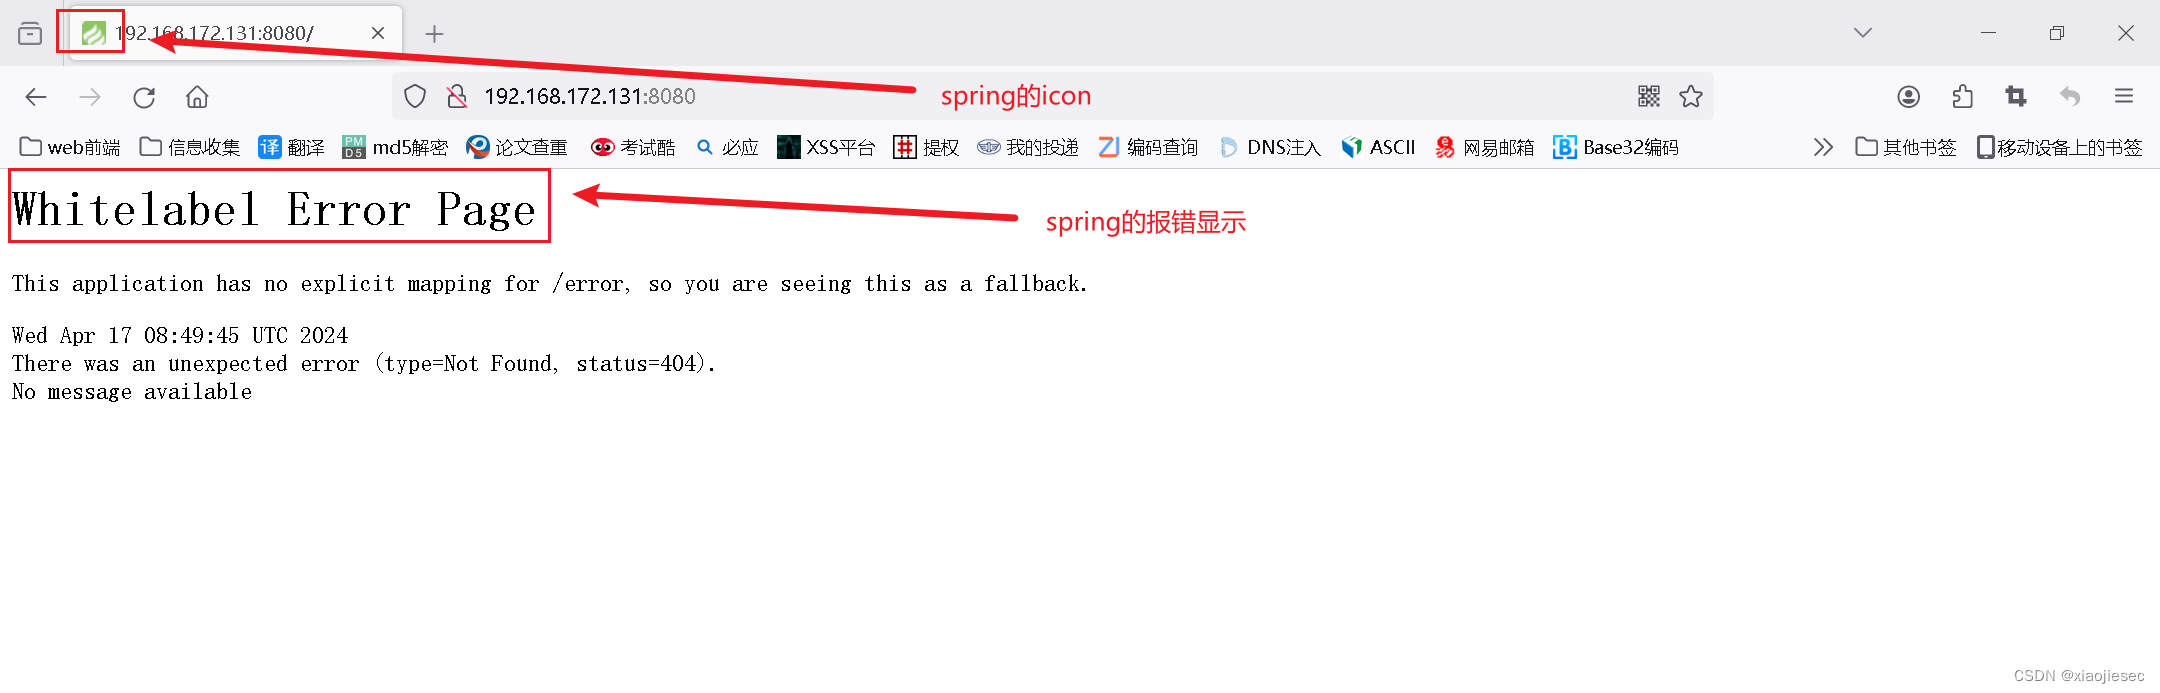 192.168.172.131:8080/
192.168.172.131:8080
spring的icon
web前端 信息收集 译 翻译 PM D5 md5解密 论文查重 考试酷 必应 XSS平台 提权 我的投递 编码查询 DNS注入 ASCII 网易邮箱 Base32编码 其他书签 移动设备上的书签
Whitelabel Error Page
spring的报错显示
This application has no explicit mapping for /error, so you are seeing this as a fallback.
Wed Apr 17 08:49:45 UTC 2024
There was an unexpected error (type=Not Found, status=404).
No message available
CSDN @xiaojiesec